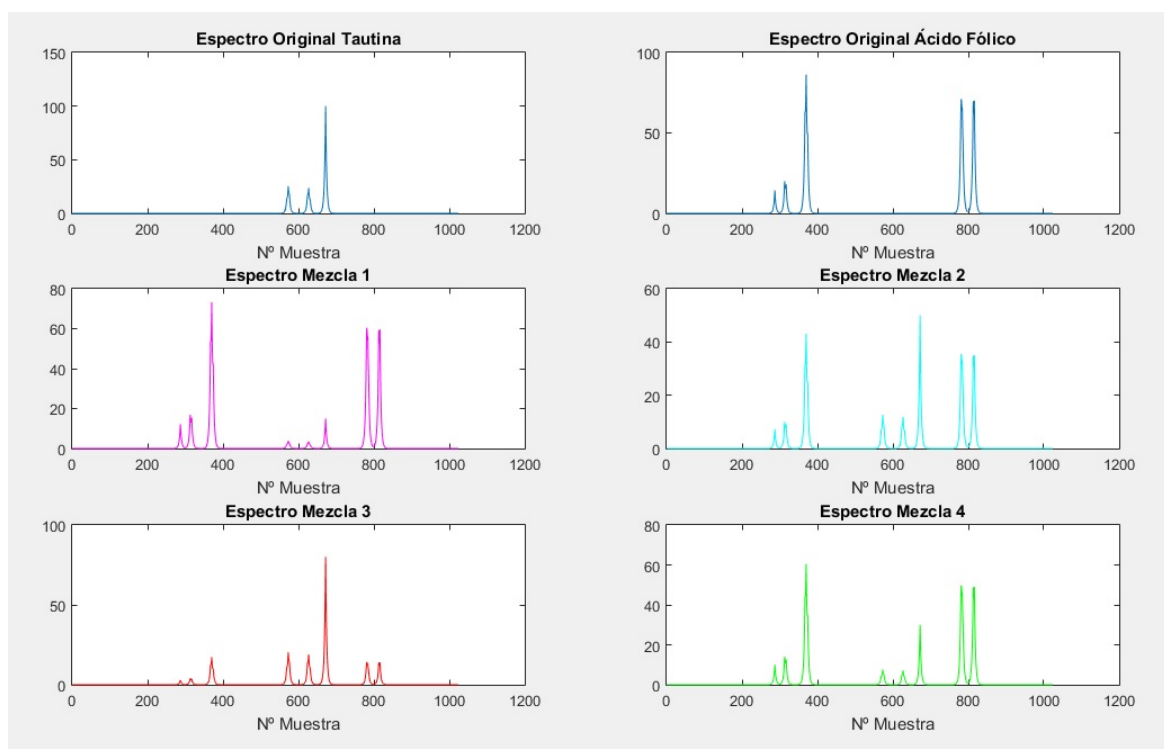 Espectro Original Tautina
150
100
50
0
0 200 400 600 800 1000 1200
Nº Muestra
Espectro Original Ácido Fólico
100
50
0
0 200 400 600 800 1000 1200
Nº Muestra
Espectro Mezcla 1
80
60
40
20
0
0 200 400 600 800 1000 1200
Nº Muestra
Espectro Mezcla 2
60
40
20
0
0 200 400 600 800 1000 1200
Nº Muestra
Espectro Mezcla 3
100
50
0
0 200 400 600 800 1000 1200
Nº Muestra
Espectro Mezcla 4
80
60
40
20
0
0 200 400 600 800 1000 1200
Nº Muestra